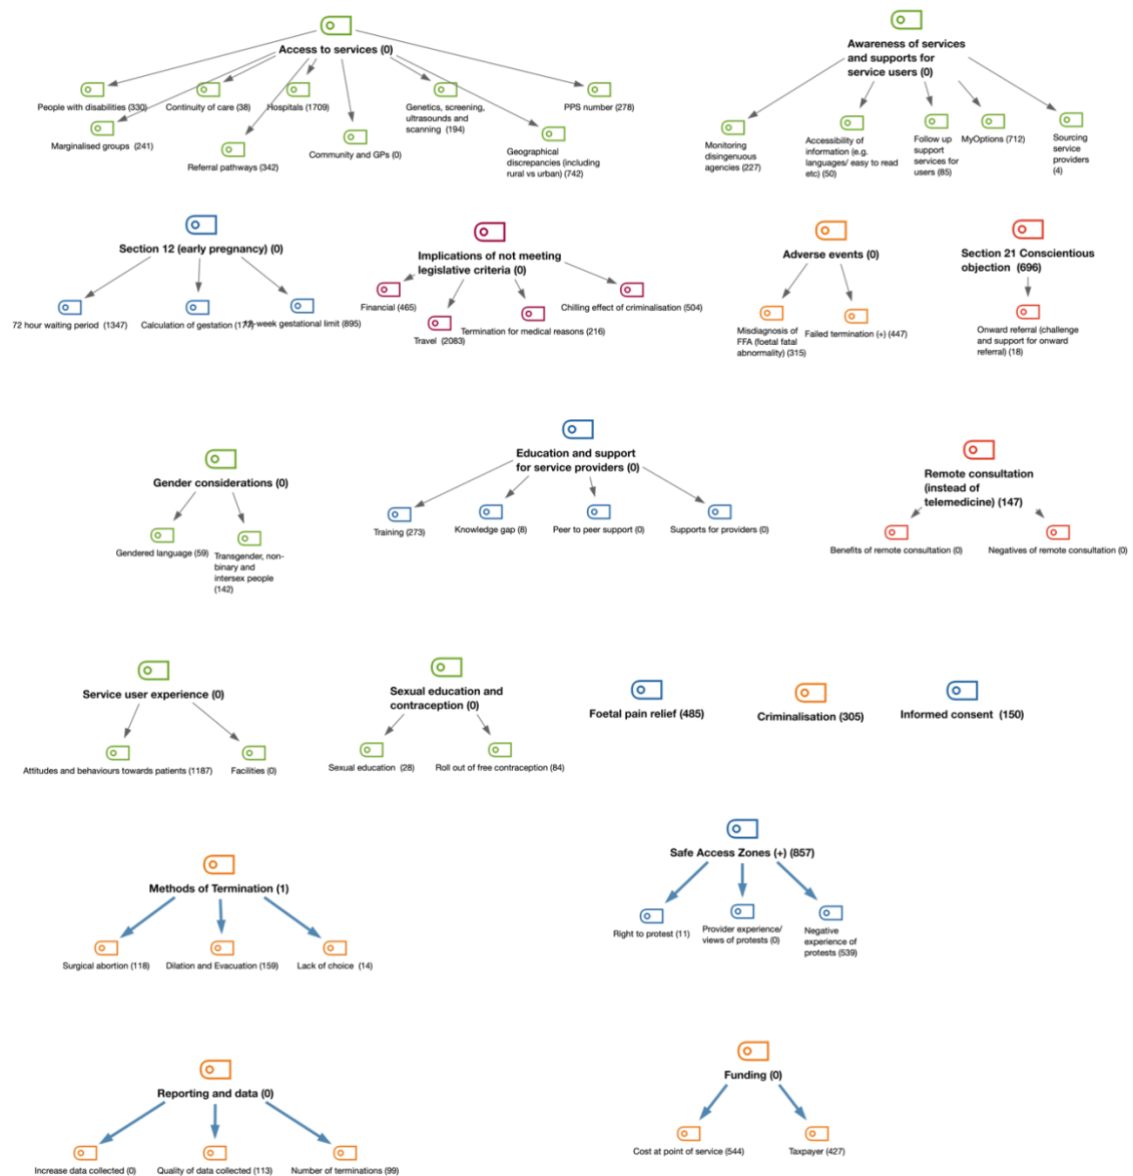 Access to services (0)
People with disabilities (330)
Continuity of care (38)
Hospitals (1709)
Genetics, screening,
ultrasounds and
scanning (194)
PPS number (278)
Marginalised groups (241)
Referral pathways (342)
Community and GPs (0)
Geographical
discrepancies (including
rural vs urban) (742)
Awareness of services
and supports for
service users (0)
Monitoring
disingenuous
agencies (227)
Accessibility of
information (e.g.
languages/ easy to read
etc) (50)
Follow up
support
services for
users (85)
MyOptions (712)
Sourcing
service
providers
(4)
Section 12 (early pregnancy) (0)
72 hour waiting period (1347)
Calculation of gestation
-week gestational limit (895)
Implications of not meeting
legislative criteria (0)
Financial (465)
Travel (2083)
Termination for medical reasons (216)
Chilling effect of criminalisation (504)
Adverse events (0)
Misdiagnosis of
FFA (foetal fatal
abnormality) (315)
Failed termination (+) (447)
Section 21 Conscientious
objection (696)
Onward referral (challenge
and support for onward
referral) (18)
Gender considerations (0)
Gendered language (59)
Transgender, non-
binary and
intersex people
(142)
Education and support
for service providers (0)
Training (273)
Knowledge gap (8)
Peer to peer support (0)
Supports for providers (0)
Remote consultation
(instead of
telemedicine) (147)
Benefits of remote consultation (0)
Negatives of remote consultation (0)
Service user experience (0)
Attitudes and behaviours towards patients (1187)
Facilities (0)
Sexual education and
contraception (0)
Sexual education (28)
Roll out of free contraception (84)
Foetal pain relief (485)
Criminalisation (305)
Informed consent (150)
Methods of Termination (1)
Surgical abortion (118)
Dilation and Evacuation (159)
Lack of choice (14)
Safe Access Zones (+) (857)
Right to protest (11)
Provider experience/
views of protests (0)
Negative
experience of
protests (539)
Reporting and data (0)
Increase data collected (0)
Quality of data collected (113)
Number of terminations (99)
Funding (0)
Cost at point of service (544)
Taxpayer (427)